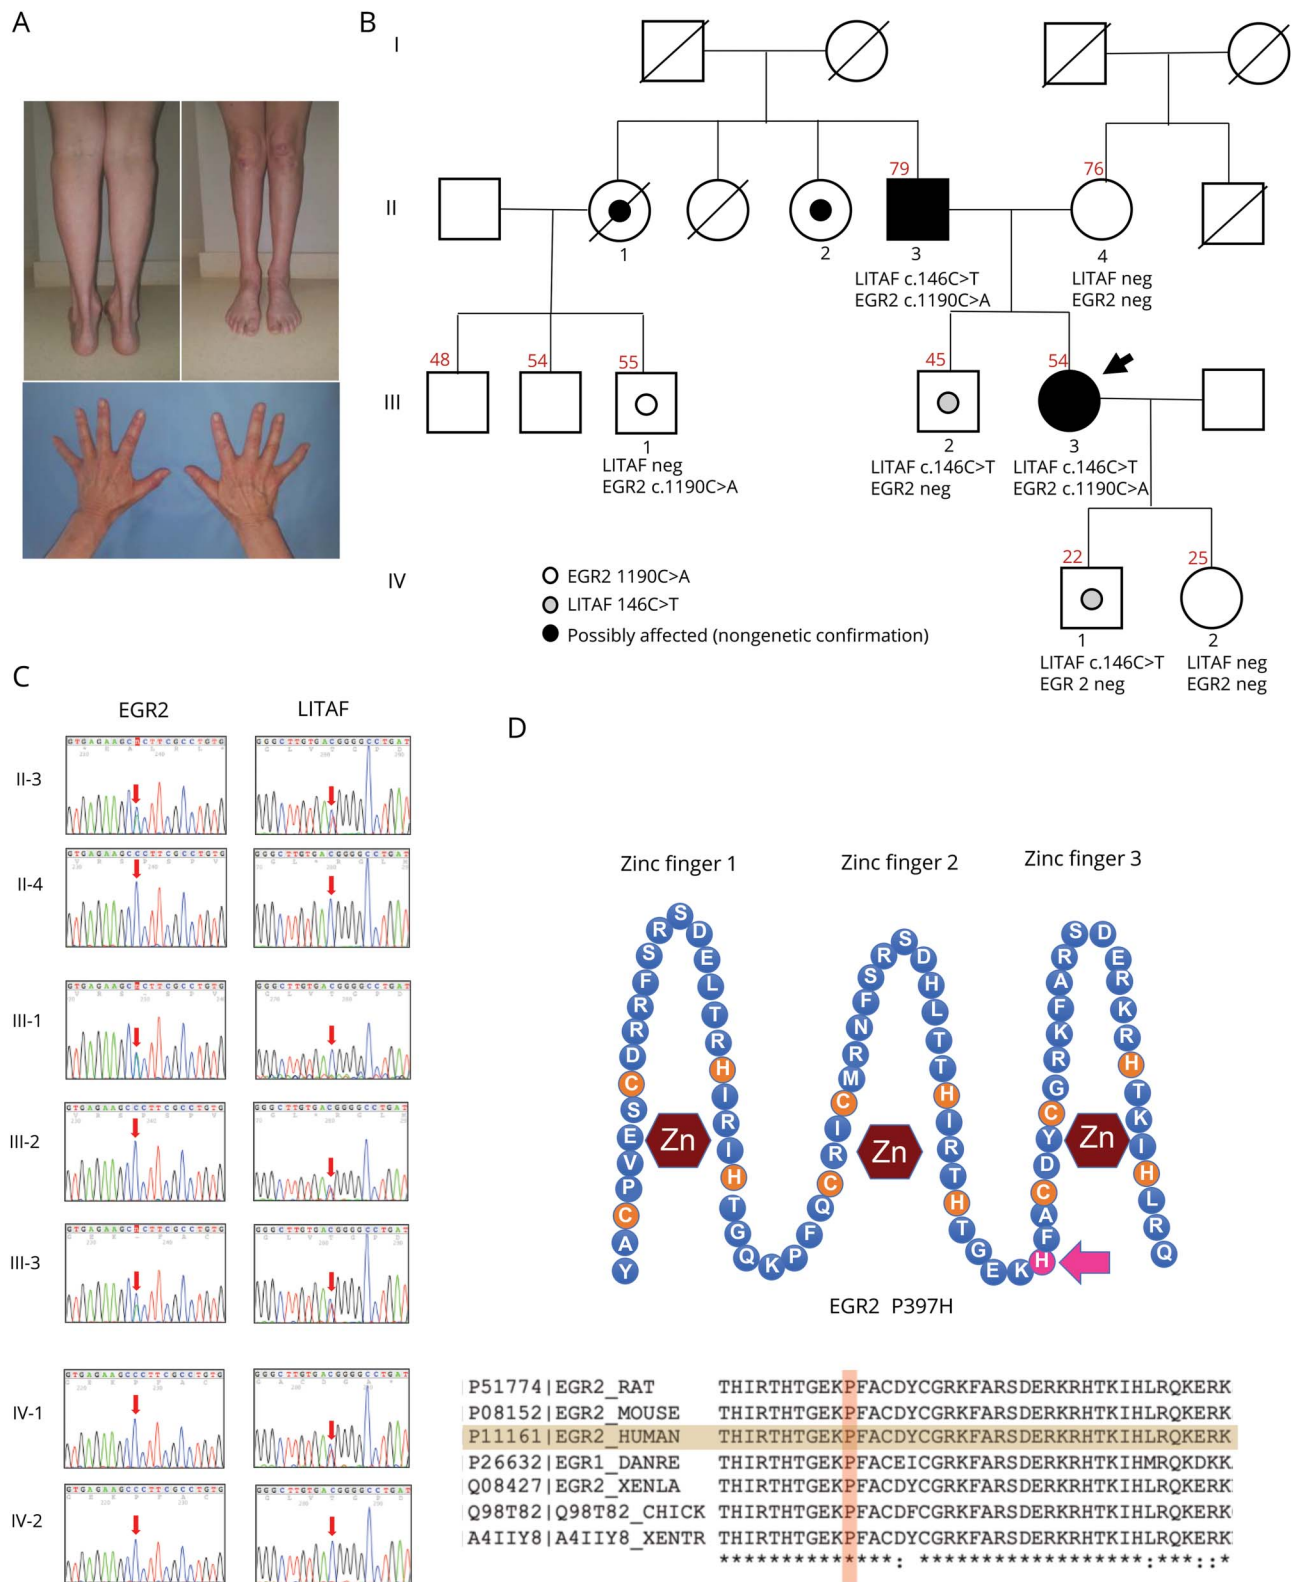 A
B
I
79
76
II
1
2
3
4
LITAF c.146C>T
EGR2 c.1190C>A
LITAF neg
EGR2 neg
48
54
55
45
54
III
1
2
3
LITAF neg
EGR2 c.1190C>A
LITAF c.146C>T
EGR2 neg
LITAF c.146C>T
EGR2 c.1190C>A
22
25
IV
EGR2 1190C>A
LITAF 146C>T
Possibly affected (nongenetic confirmation)
1
2
LITAF c.146C>T
EGR 2 neg
LITAF neg
EGR2 neg
C
EGR2
LITAF
II-3
II-4
III-1
III-2
III-3
IV-1
IV-2
D
Zinc finger 1
Zinc finger 2
Zinc finger 3
Y A C P V E S C D R R F S R S D E L T R H I R I H T G Q K P F Q C R I C M R N F S R S D H L T T H I R T H T G E K H F A C D Y C G R K F A R S D E R K R H T K I H L R Q
Zn
Zn
Zn
EGR2 P397H
P51774|EGR2_RAT THIRTHTGEKPFACDYCGRKFARSDERKRHTKIHLRQKERK
P08152|EGR2_MOUSE THIRTHTGEKPFACDYCGRKFARSDERKRHTKIHLRQKERK
P11161|EGR2_HUMAN THIRTHTGEKPFACDYCGRKFARSDERKRHTKIHLRQKERK
P26632|EGR1_DANRE THIRTHTGEKPFACEICGRKFARSDERKRHTKIHMRQKDKK
Q08427|EGR2_XENLA THIRTHTGEKPFACDYCGRKFARSDERKRHTKIHLRQKERK
Q98T82|Q98T82_CHICK THIRTHTGEKPFACDFCGRKFARSDERKRHTKIHLRQKERK
A4IIY8|A4IIY8_XENTR THIRTHTGEKPFACDYCGRKFARSDERKRHTKIHLRQKERK
**************: ******************:***::*